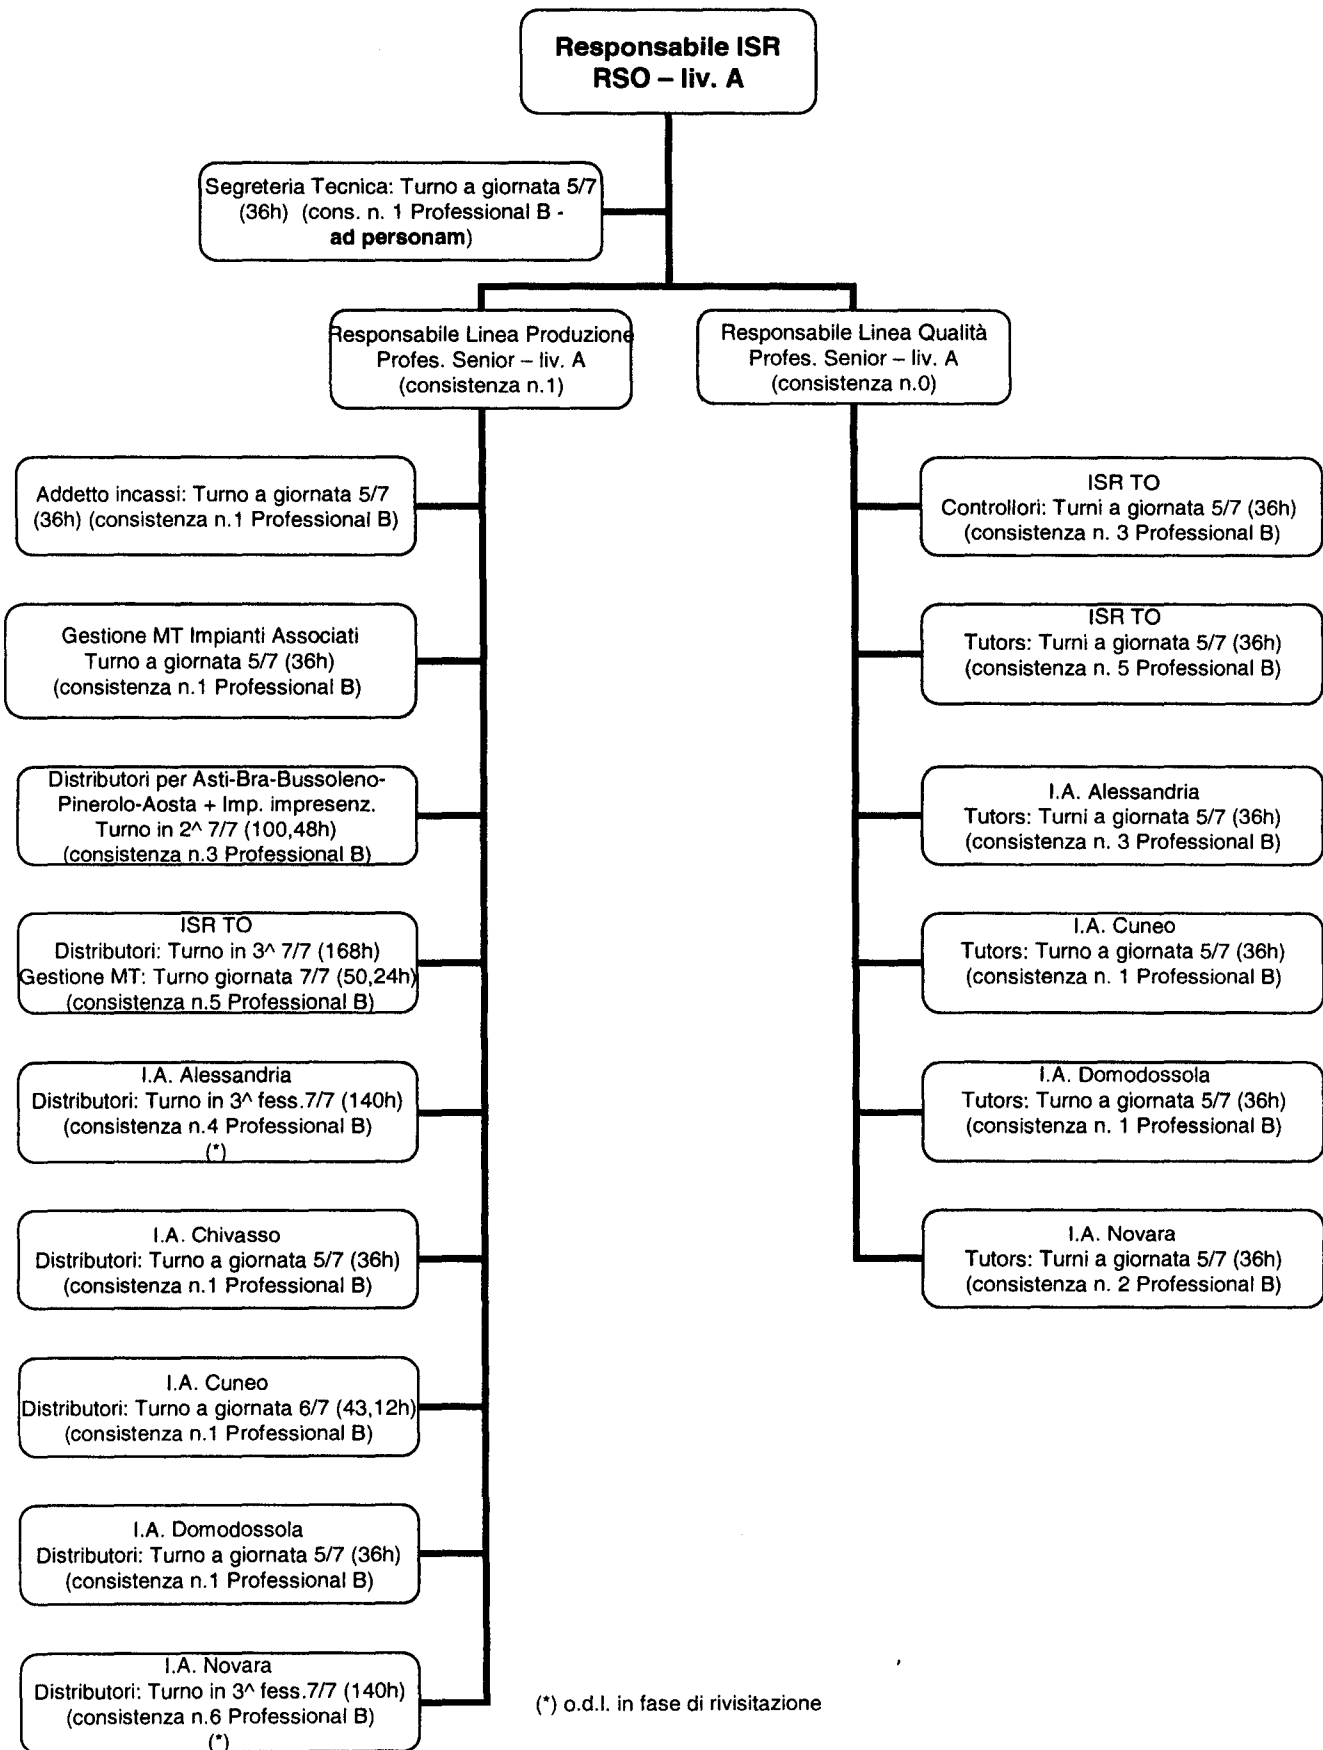 Responsabile ISR
RSO – liv. A
Segreteria Tecnica: Turno a giornata 5/7
(36h) (cons. n. 1 Professional B -
ad personam)
Responsabile Linea Produzione
Profes. Senior – liv. A
(consistenza n.1)
Responsabile Linea Qualità
Profes. Senior – liv. A
(consistenza n.0)
Addetto incassi: Turno a giornata 5/7
(36h) (consistenza n.1 Professional B)
Gestione MT Impianti Associati
Turno a giornata 5/7 (36h)
(consistenza n.1 Professional B)
Distributori per Asti-Bra-Bussoleno-
Pinerolo-Aosta + Imp. impresenz.
Turno in 2^ 7/7 (100,48h)
(consistenza n.3 Professional B)
ISR TO
Distributori: Turno in 3^ 7/7 (168h)
Gestione MT: Turno giornata 7/7 (50,24h)
(consistenza n.5 Professional B)
I.A. Alessandria
Distributori: Turno in 3^ fess.7/7 (140h)
(consistenza n.4 Professional B)
(*)
I.A. Chivasso
Distributori: Turno a giornata 5/7 (36h)
(consistenza n.1 Professional B)
I.A. Cuneo
Distributori: Turno a giornata 6/7 (43,12h)
(consistenza n.1 Professional B)
I.A. Domodossola
Distributori: Turno a giornata 5/7 (36h)
(consistenza n.1 Professional B)
I.A. Novara
Distributori: Turno in 3^ fess.7/7 (140h)
(consistenza n.6 Professional B)
(*)
ISR TO
Controllori: Turni a giornata 5/7 (36h)
(consistenza n. 3 Professional B)
ISR TO
Tutors: Turni a giornata 5/7 (36h)
(consistenza n. 5 Professional B)
I.A. Alessandria
Tutors: Turni a giornata 5/7 (36h)
(consistenza n. 3 Professional B)
I.A. Cuneo
Tutors: Turno a giornata 5/7 (36h)
(consistenza n. 1 Professional B)
I.A. Domodossola
Tutors: Turno a giornata 5/7 (36h)
(consistenza n. 1 Professional B)
I.A. Novara
Tutors: Turni a giornata 5/7 (36h)
(consistenza n. 2 Professional B)
(*) o.d.l. in fase di rivisitazione